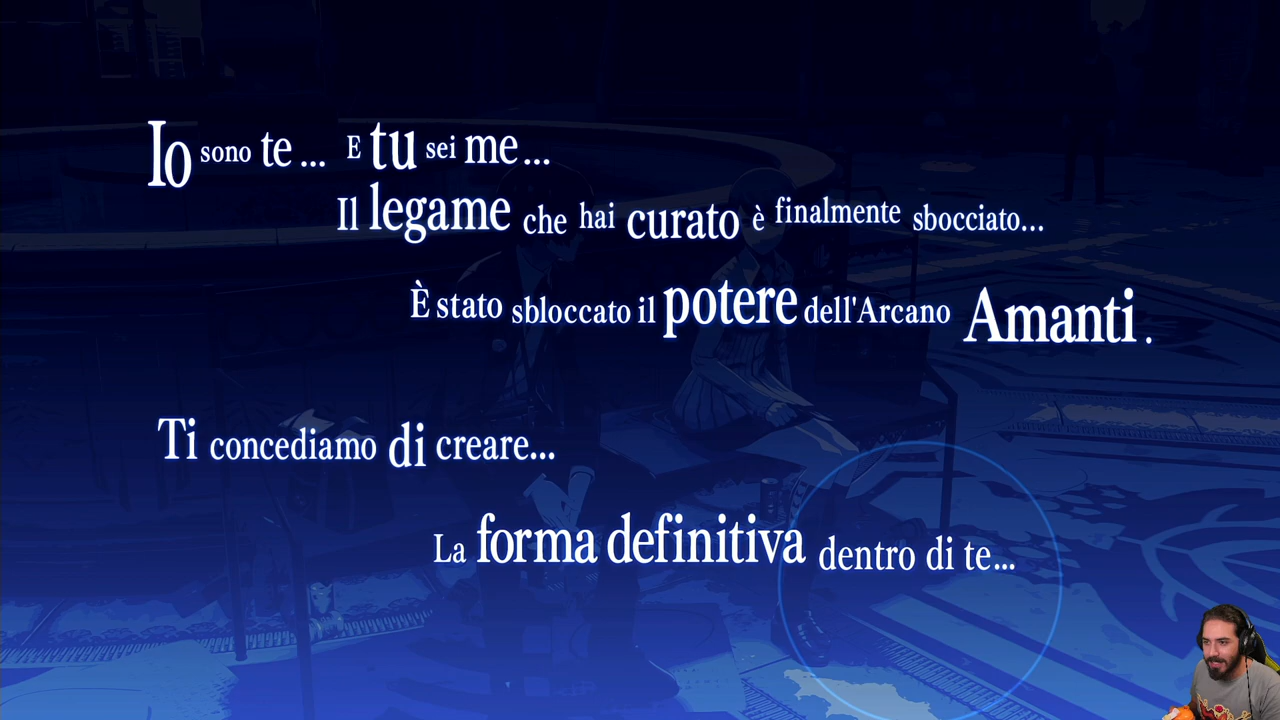 Io sono te... E tu sei me...
Il legame che hai curato è finalmente sbocciato...
È stato sbloccato il potere dell'Arcano Amanti.
Ti concediamo di creare...
La forma definitiva dentro di te...